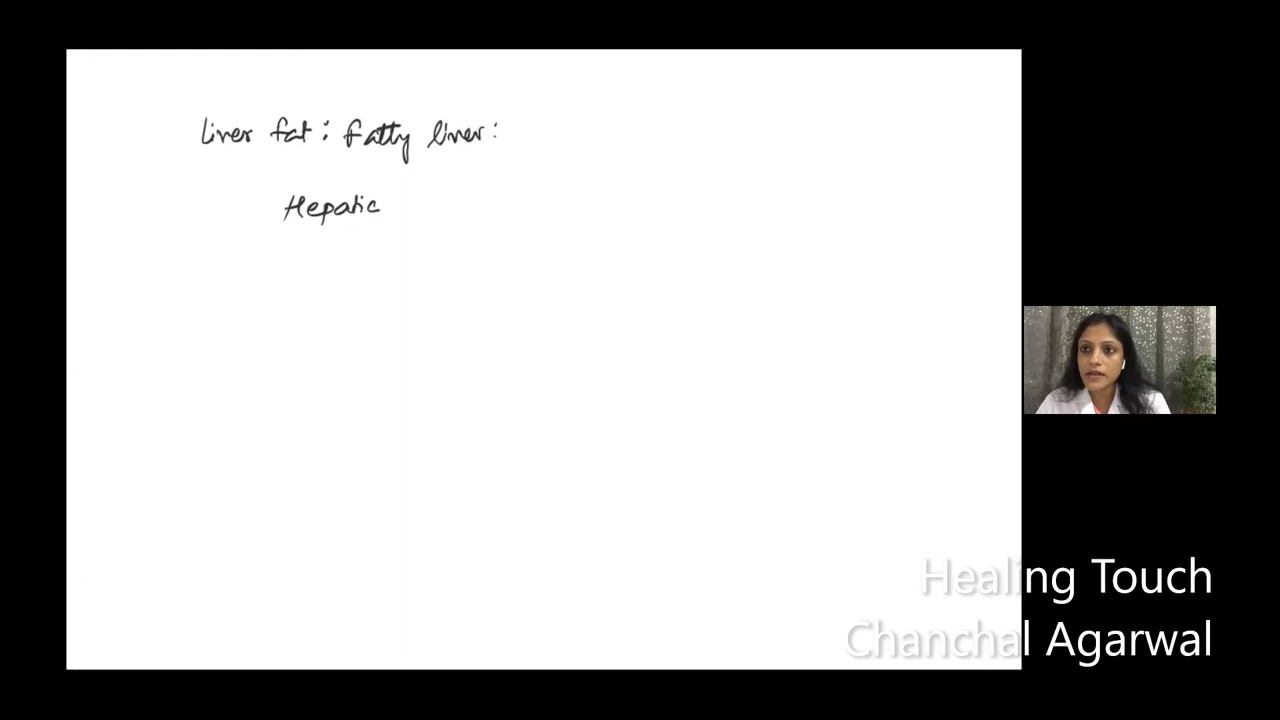 Liver fat : Fatty liver :
Hepatic
Healing Touch
Chanchal Agarwal